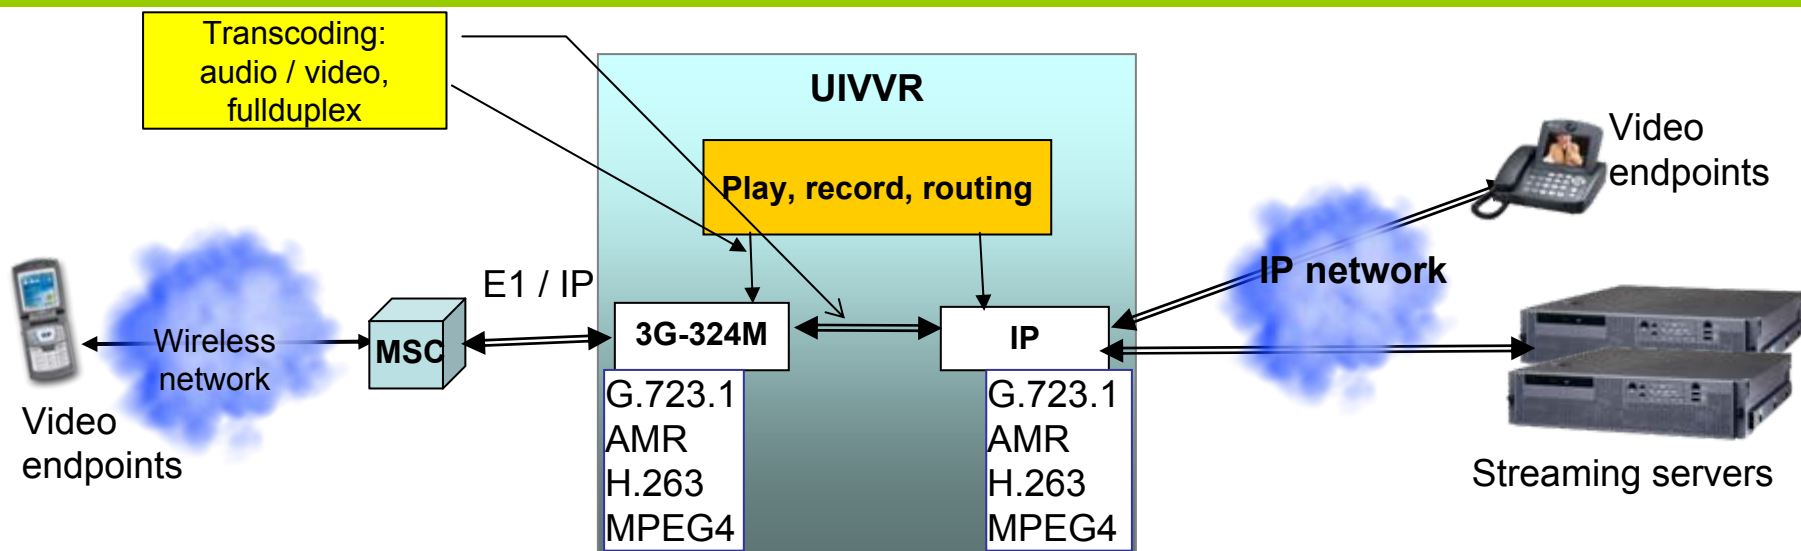 Transcoding:
audio / video,
fullduplex
UIVVR
Play, record, routing
Video
endpoints
IP network
E1 / IP
Wireless
network
MSC
3G-324M
IP
G.723.1
AMR
H.263
MPEG4
G.723.1
AMR
H.263
MPEG4
Video
endpoints
Streaming servers